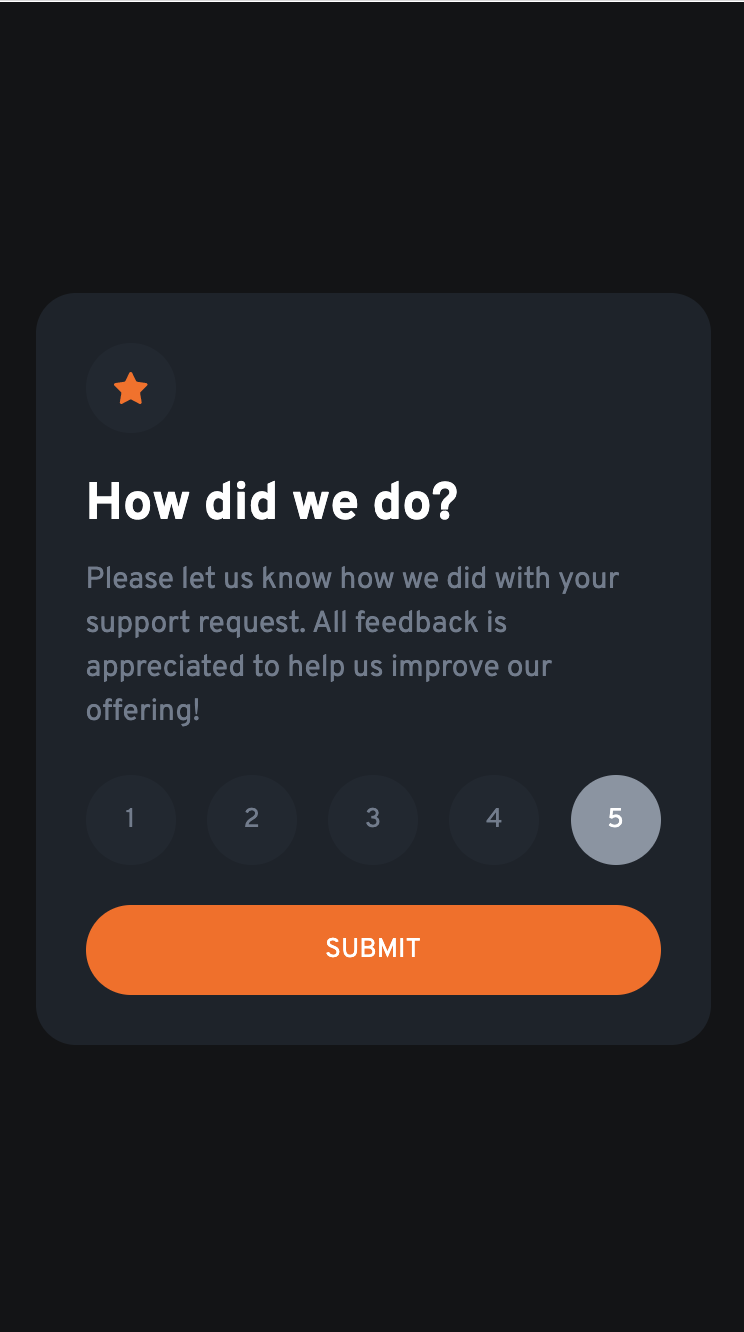 How did we do?
Please let us know how we did with your
support request. All feedback is
appreciated to help us improve our
offering!
1 2 3 4 5
SUBMIT